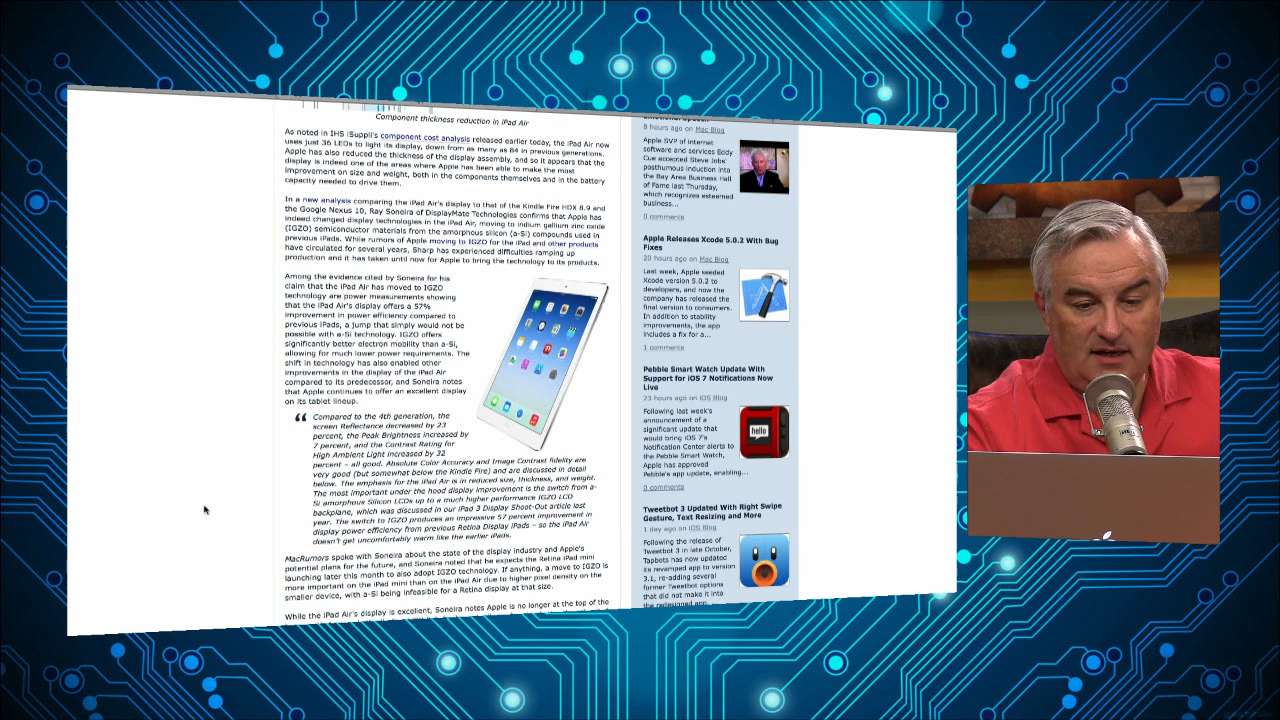 Component thickness reduction in iPad Air
As noted in IHS iSuppli's component cost analysis released earlier today, the iPad Air now
uses just 36 LEDs to light its display, down from as many as 84 in previous generations.
Apple has also reduced the thickness of the display assembly, and so it appears that the
display is indeed one of the areas where Apple has been able to make the most
improvement on size and weight, both in the components themselves and in the battery
capacity needed to drive them.
In a new analysis comparing the iPad Air's display to that of the Kindle Fire HDX 8.9 and
the Google Nexus 10, Ray Soneira of DisplayMate Technologies confirms that Apple has
indeed changed display technologies in the iPad Air, moving to indium gallium zinc oxide
(IGZO) semiconductor materials from the amorphous silicon (a-Si) compounds used in
previous iPads. While rumors of Apple moving to IGZO for the iPad and other products
have circulated for several years, Sharp has experienced difficulties ramping up
production and it has taken until now for Apple to bring the technology to its products.
Among the evidence cited by Soneira for his
claim that the iPad Air has moved to IGZO
technology are power measurements showing
that the iPad Air's display offers a 57%
improvement in power efficiency compared to
previous iPads, a jump that simply would not be
possible with a-Si technology. IGZO offers
significantly better electron mobility than a-Si,
allowing for much lower power requirements. The
shift in technology has also enabled other
improvements in the display of the iPad Air
compared to its predecessor, and Soneira notes
that Apple continues to offer an excellent display
on its tablet lineup.
“ Compared to the 4th generation, the
screen Reflectance decreased by 23
percent, the Peak Brightness increased by
7 percent, and the Contrast Rating for
High Ambient Light increased by 32
percent – all good. Absolute Color Accuracy and Image Contrast fidelity are
very good (but somewhat below the Kindle Fire) and are discussed in detail
below. The emphasis for the iPad Air is in reduced size, thickness, and weight.
The most important under the hood display improvement is the switch from a-
Si amorphous Silicon LCDs up to a much higher performance IGZO LCD
backplane, which was discussed in our iPad 3 Display Shoot-Out article last
year. The switch to IGZO produces an impressive 57 percent improvement in
display power efficiency from previous Retina Display iPads – so the iPad Air
doesn't get uncomfortably warm like the earlier iPads.
MacRumors spoke with Soneira about the state of the display industry and Apple's
potential plans for the future, and Soneira noted that he expects the Retina iPad mini
launching later this month to also adopt IGZO technology. If anything, a move to IGZO is
more important on the iPad mini than on the iPad Air due to higher pixel density on the
smaller device, with a-Si being infeasible for a Retina display at that size.
While the iPad Air's display is excellent, Soneira notes Apple is no longer at the top of the
8 hours ago on Mac Blog
Apple SVP of internet
software and services Eddy
Cue accepted Steve Jobs'
posthumous induction into
the Bay Area Business Hall
of Fame last Thursday,
which recognizes esteemed
business...
0 comments
Apple Releases Xcode 5.0.2 With Bug
Fixes
20 hours ago on Mac Blog
Last week, Apple seeded
Xcode version 5.0.2 to
developers, and now the
company has released the
final version to consumers.
In addition to stability
improvements, the app
includes a fix for a...
1 comments
Pebble Smart Watch Update With
Support for iOS 7 Notifications Now
Live
23 hours ago on iOS Blog
Following last week's
announcement of a
significant update that
would bring iOS 7's
Notification Center alerts to
the Pebble Smart Watch,
Apple has approved
Pebble's app update, enabling...
hello
0 comments
Tweetbot 3 Updated With Right Swipe
Gesture, Text Resizing and More
1 day ago on iOS Blog
Following the release of
Tweetbot 3 in late October,
Tapbots has now updated
its revamped app to version
3.1, re-adding several
former Tweetbot options
that did not make it into
the redesigned app.